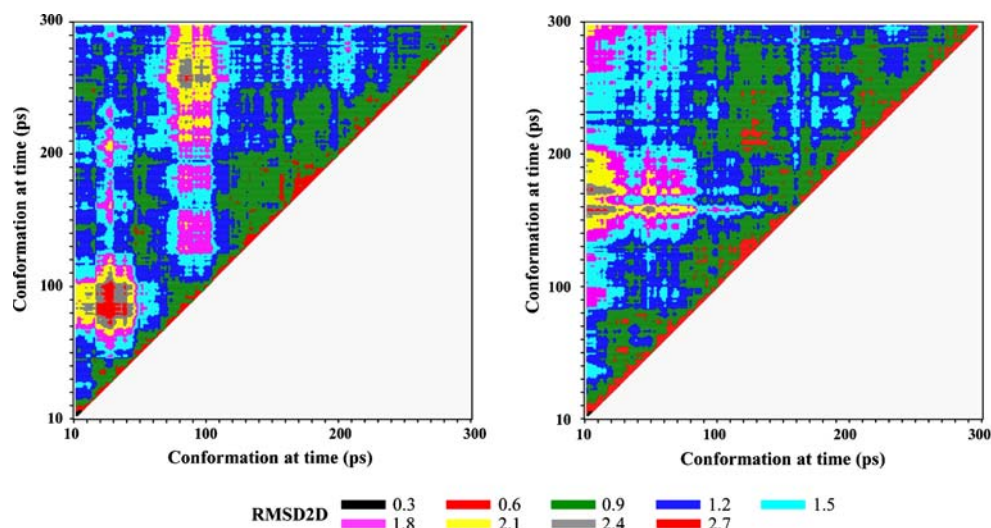 300
200
100
10
Conformation at time (ps)
10 100 200 300
Conformation at time (ps)
300
200
100
10
Conformation at time (ps)
10 100 200 300
Conformation at time (ps)
RMSD2D 0.3 0.6 0.9 1.2 1.5
1.8 2.1 2.4 2.7